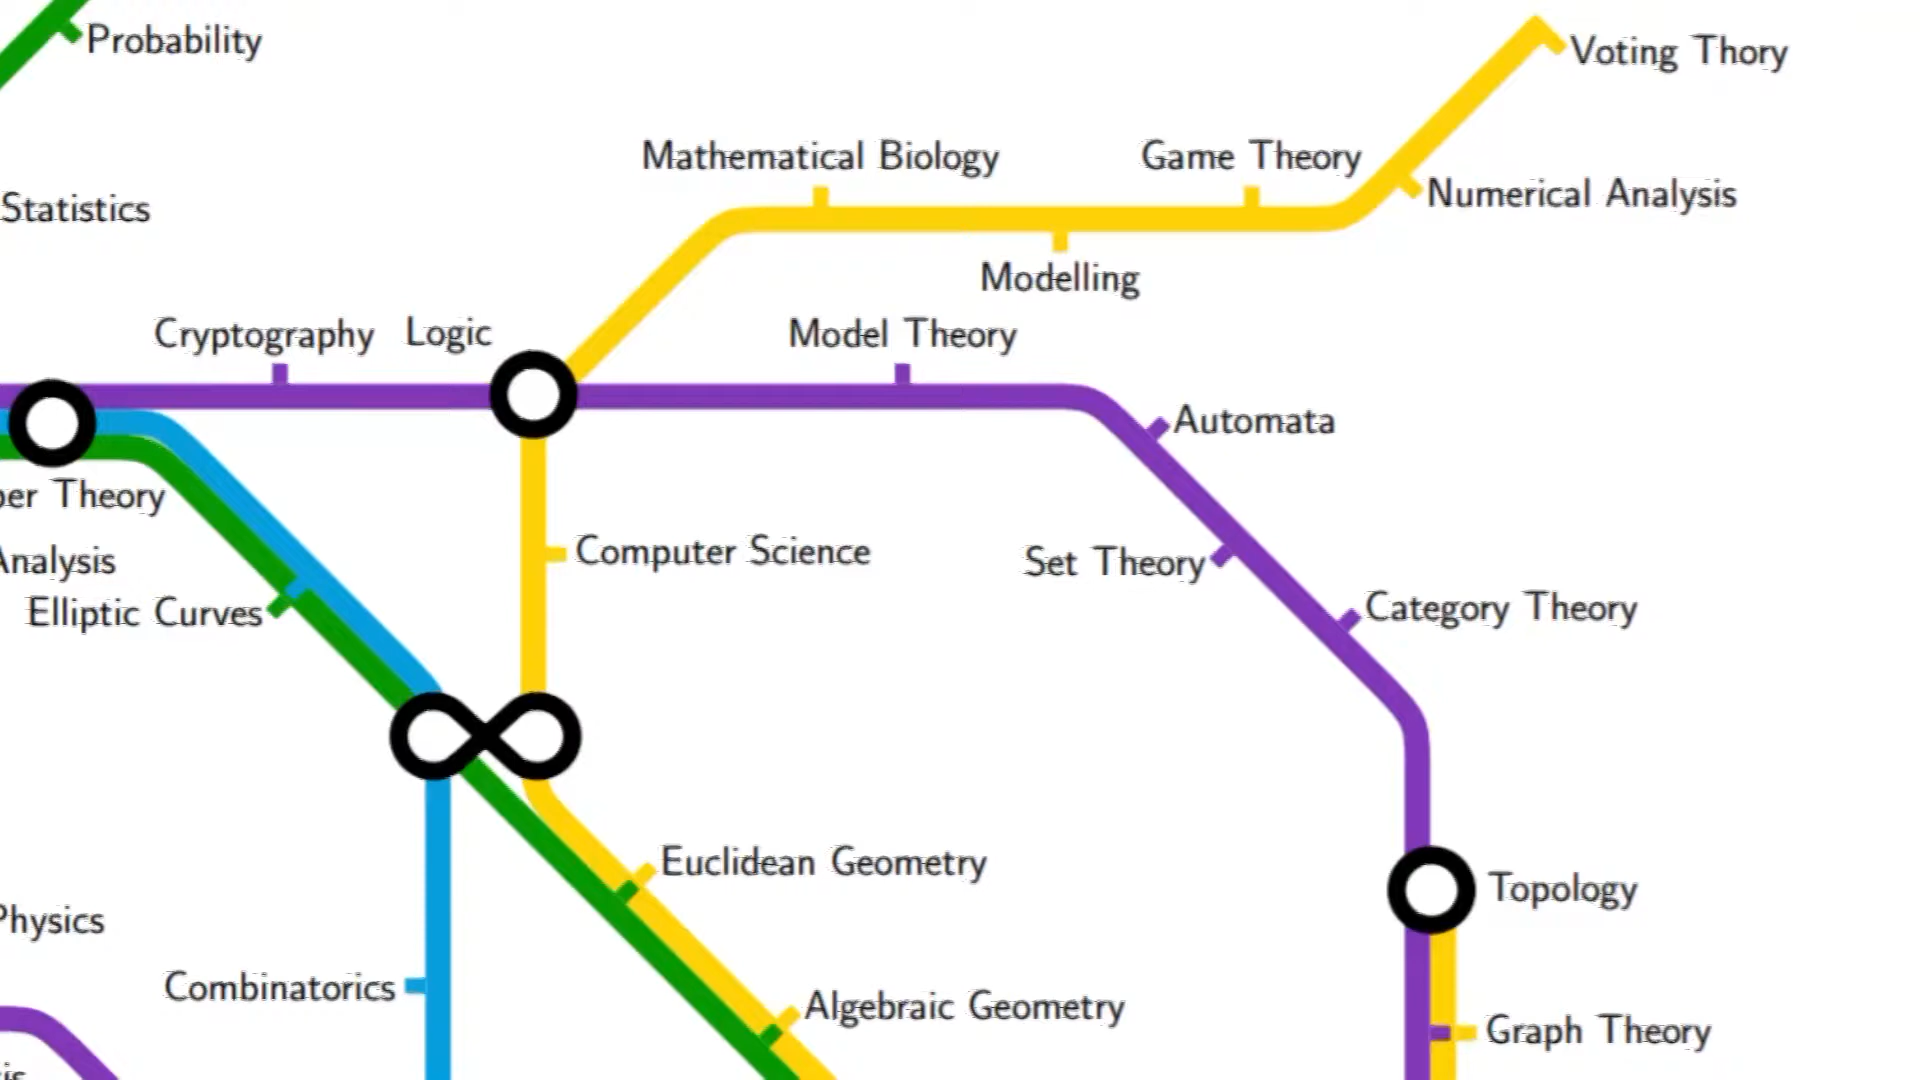 Probability
Voting Thory
Mathematical Biology
Game Theory
Numerical Analysis
Statistics
Modelling
Cryptography
Logic
Model Theory
Automata
Theory
Computer Science
Set Theory
Analysis
Elliptic Curves
Category Theory
Euclidean Geometry
Topology
Physics
Combinatorics
Algebraic Geometry
Graph Theory